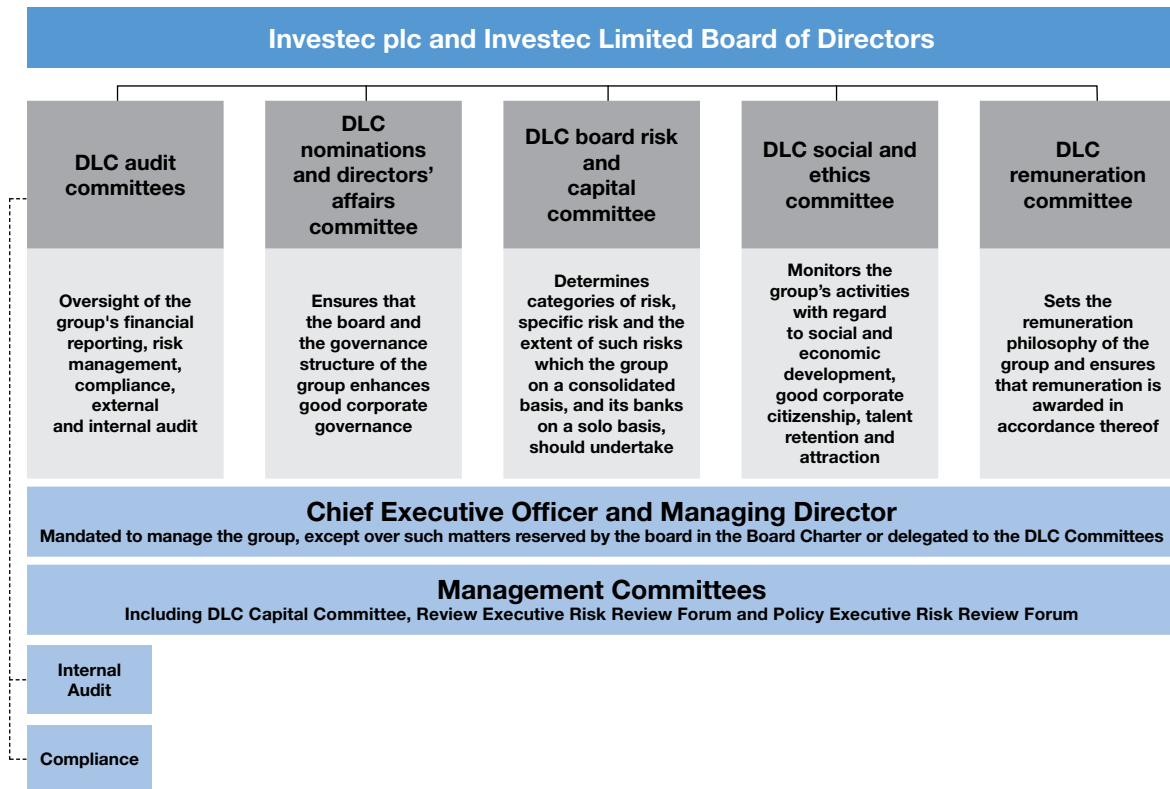 Investec plc and Investec Limited Board of Directors
DLC audit
committees
DLC
nominations
and directors’
affairs
committee
DLC board risk
and
capital
committee
DLC social and
ethics
committee
DLC
remuneration
committee
Oversight of the
group's financial
reporting, risk
management,
compliance,
external
and internal audit
Ensures that
the board and
the governance
structure of the
group enhances
good corporate
governance
Determines
categories of risk,
specific risk and the
extent of such risks
which the group
on a consolidated
basis, and its banks
on a solo basis,
should undertake
Monitors the
group’s activities
with regard
to social and
economic
development,
good corporate
citizenship, talent
retention and
attraction
Sets the
remuneration
philosophy of the
group and ensures
that remuneration is
awarded in
accordance thereof
Chief Executive Officer and Managing Director
Mandated to manage the group, except over such matters reserved by the board in the Board Charter or delegated to the DLC Committees
Management Committees
Including DLC Capital Committee, Review Executive Risk Review Forum and Policy Executive Risk Review Forum
Internal
Audit
Compliance